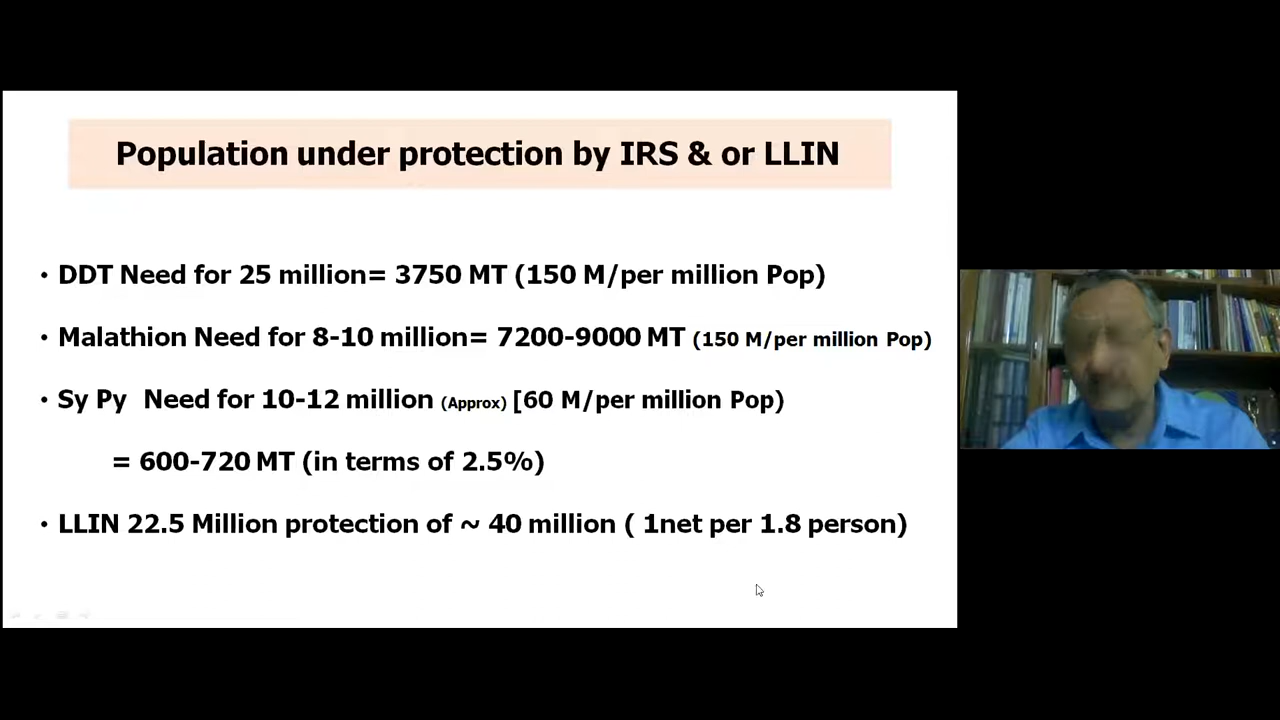 Population under protection by IRS & or LLIN
• DDT Need for 25 million= 3750 MT (150 M/per million Pop)
• Malathion Need for 8-10 million= 7200-9000 MT (150 M/per million Pop)
• Sy Py Need for 10-12 million (Approx) [60 M/per million Pop)
= 600-720 MT (in terms of 2.5%)
• LLIN 22.5 Million protection of ~ 40 million ( 1net per 1.8 person)